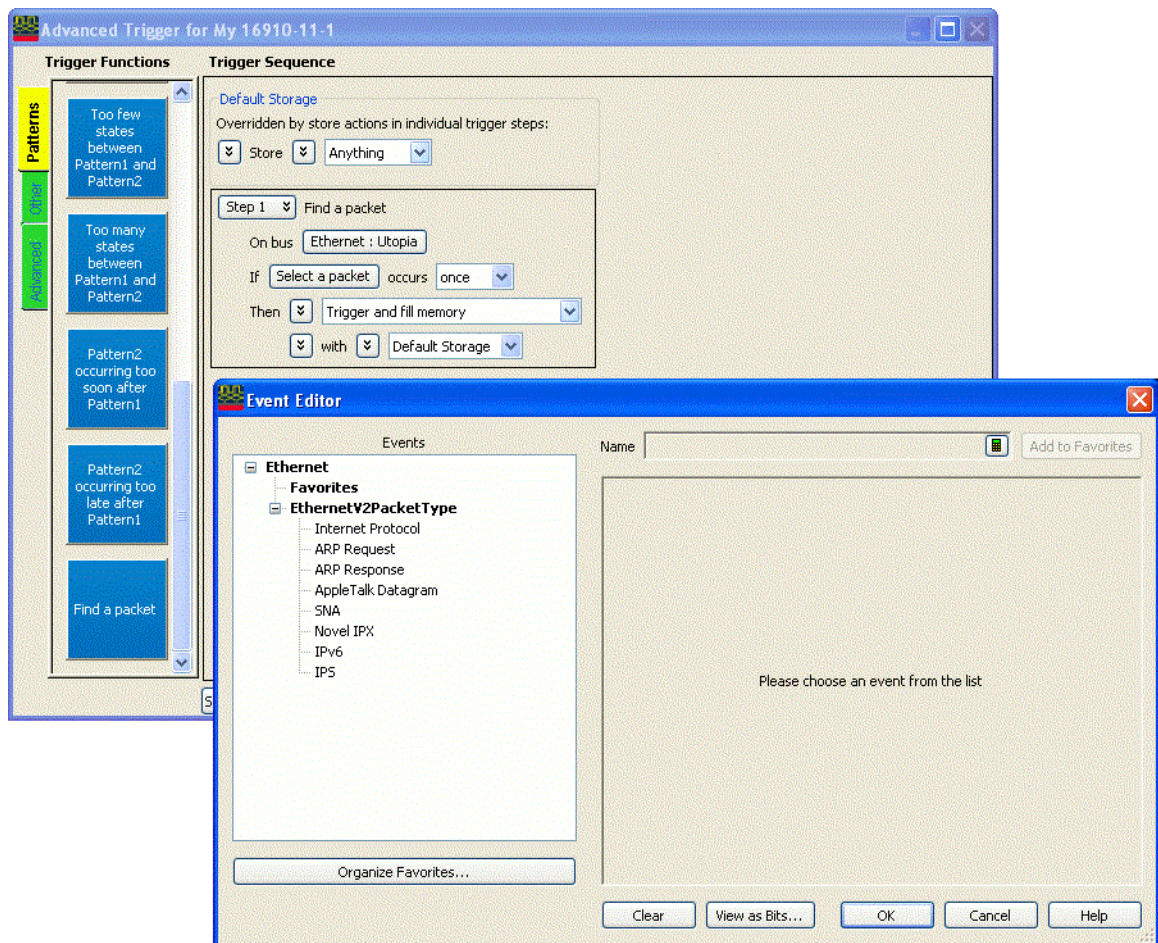 Advanced Trigger for My 16910-11-1
Trigger Functions
Trigger Sequence
Patterns
Other
Advanced
Too few
states
between
Pattern1 and
Pattern2
Too many
states
between
Pattern1 and
Pattern2
Pattern2
occurring too
soon after
Pattern1
Pattern2
occurring too
late after
Pattern1
Find a packet
Default Storage
Overridden by store actions in individual trigger steps:
Store Anything
Step 1 Find a packet
On bus Ethernet : Utopia
If Select a packet occurs once
Then Trigger and fill memory
with Default Storage
S
Event Editor
Events
Ethernet
Favorites
EthernetV2PacketType
Internet Protocol
ARP Request
ARP Response
AppleTalk Datagram
SNA
Novel IPX
IPv6
IPS
Organize Favorites...
Name Add to Favorites
Please choose an event from the list
Clear View as Bits... OK Cancel Help